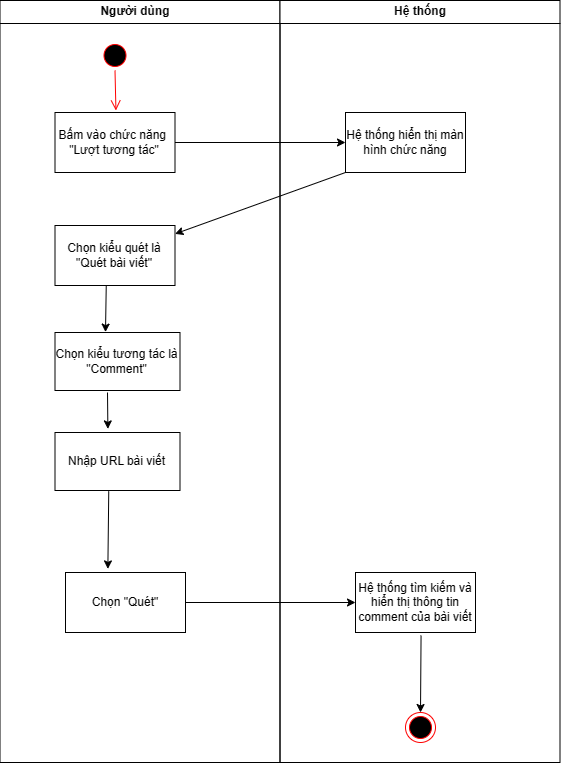 Người dùng
Hệ thống
Bấm vào chức năng
"Lượt tương tác"
Hệ thống hiển thị màn
hình chức năng
Chọn kiểu quét là
"Quét bài viết"
Chọn kiểu tương tác là
"Comment"
Nhập URL bài viết
Chọn "Quét"
Hệ thống tìm kiếm và
hiển thị thông tin
comment của bài viết